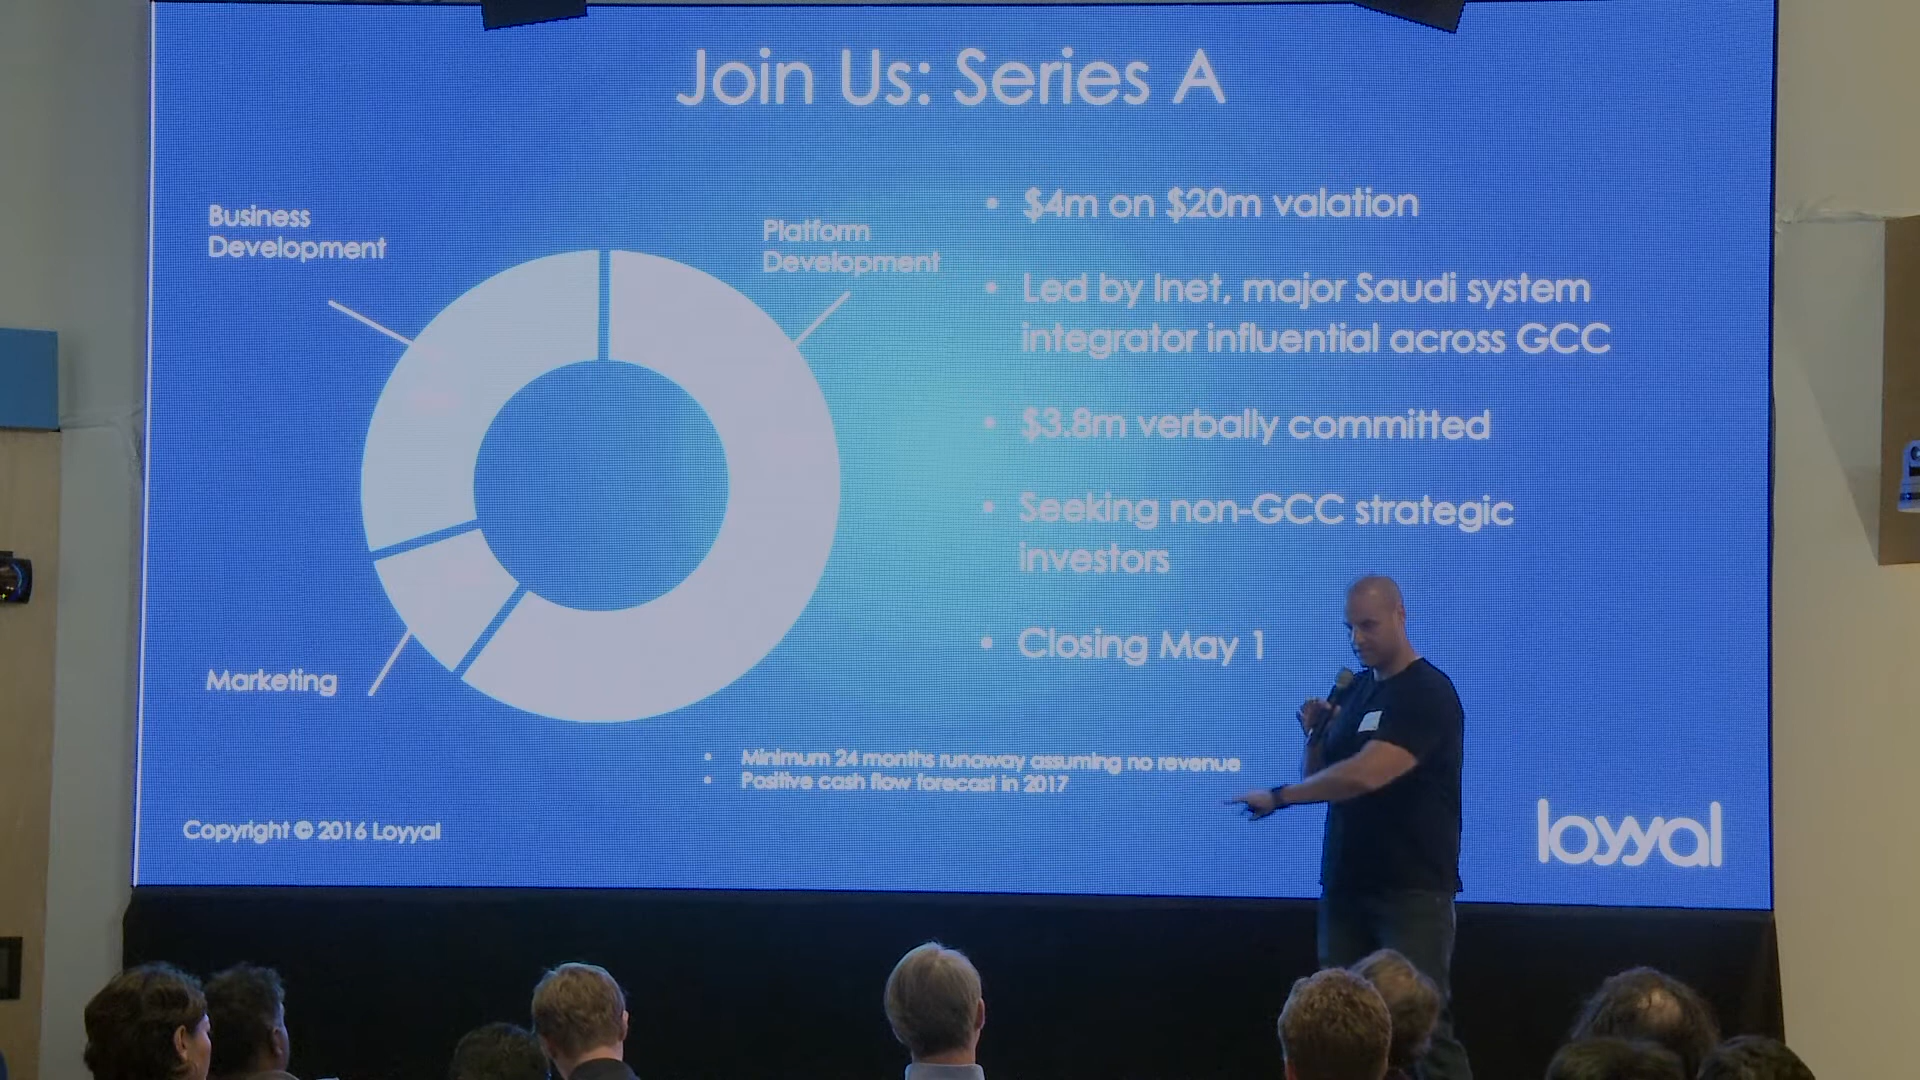 Join Us: Series A
Business
Development
Platform
Development
Marketing
• $4m on $20m valation
• Led by Inet, major Saudi system
integrator influential across GCC
• $3.8m verbally committed
• Seeking non-GCC strategic
investors
• Closing May 1
• Minimum 24 months runaway assuming no revenue
• Positive cash flow forecast in 2017
Copyright © 2016 Loyyal
loyyal